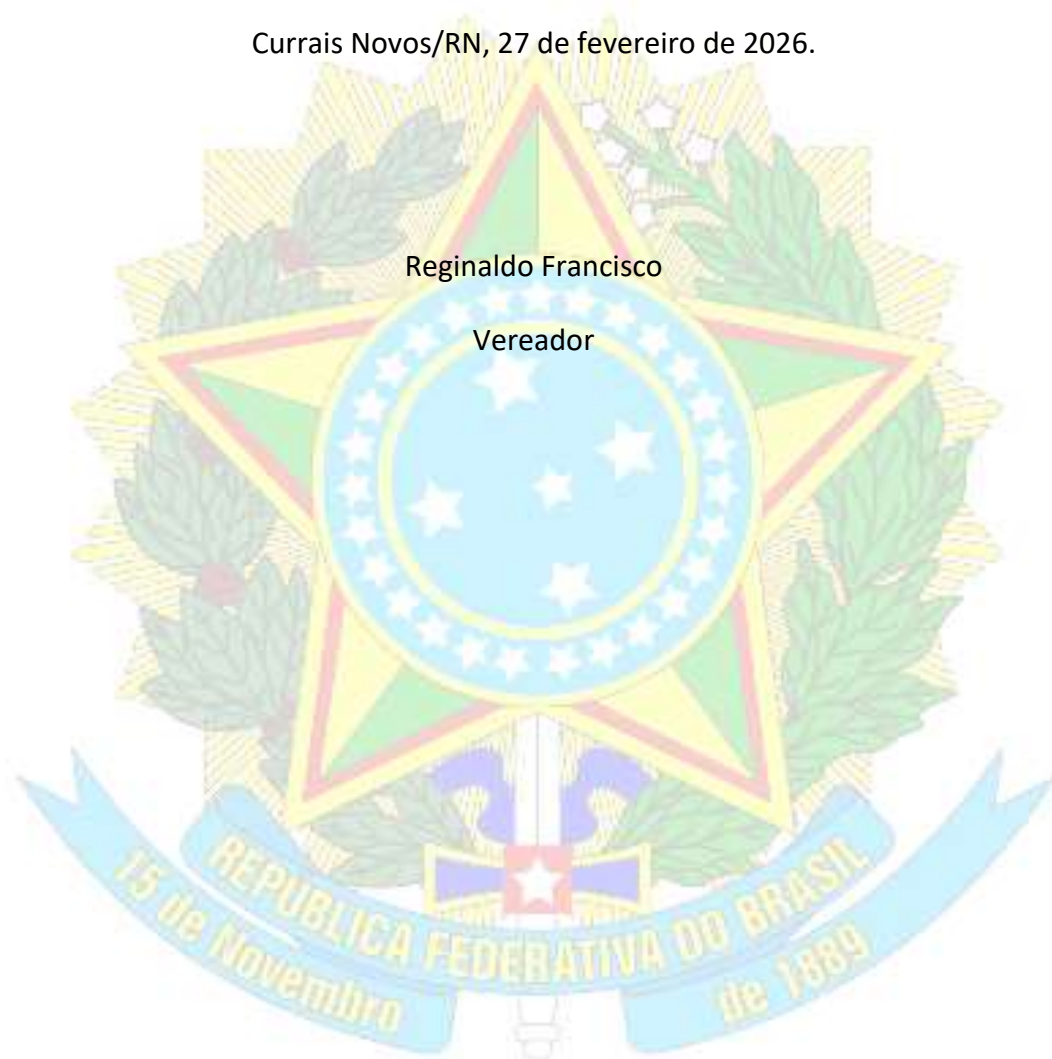 Currais Novos/RN, 27 de fevereiro de 2026.
Reginaldo Francisco
Vereador
REPÚBLICA FEDERATIVA DO BRASIL
15 de Novembro
de 1889